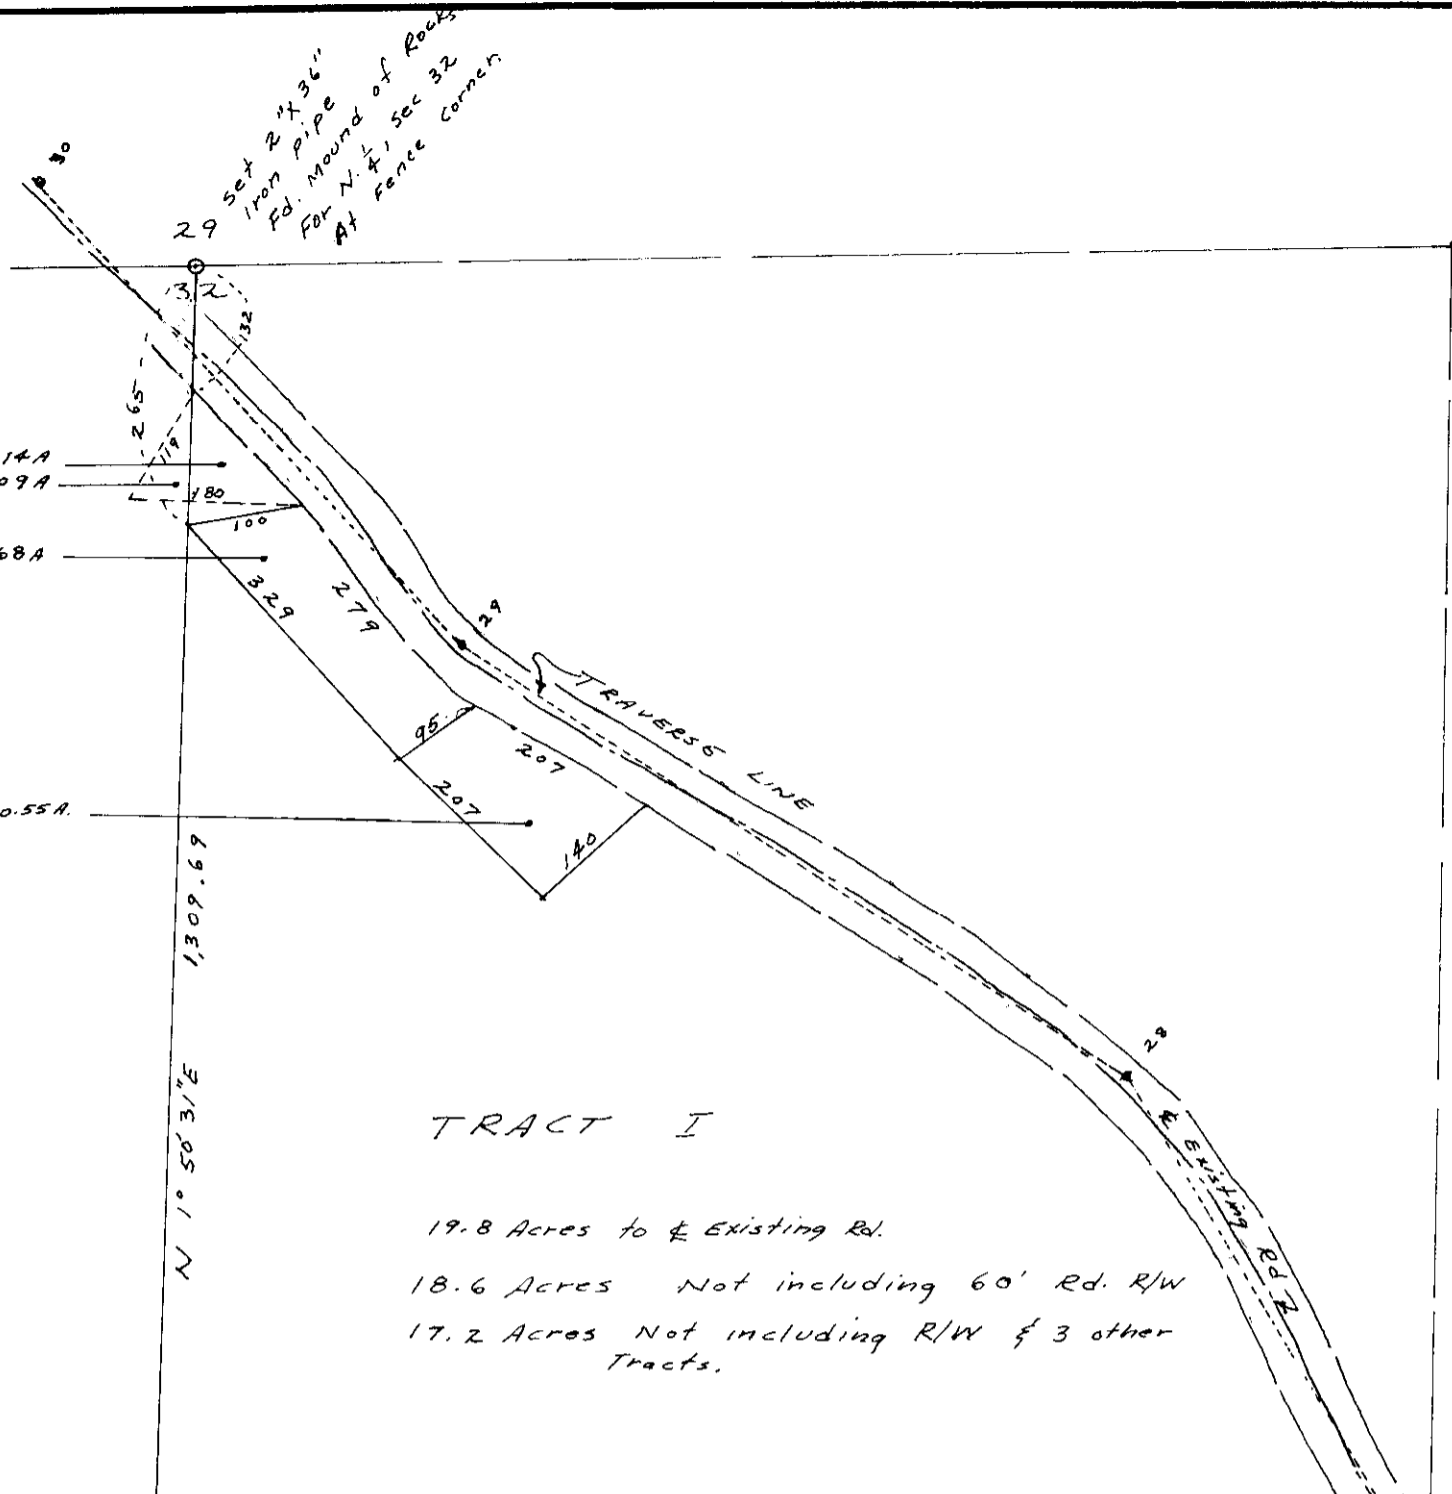 Set 2"X36"
Iron Pipe
Fd. Mound of Rocks
For N. ¼, Sec 32
At Fence Corner.
30
29
32
132
265
119
14A
09A
180
100
68A
329
279
29
TRAVERSE LINE
95
207
207
0.55A.
140
1,309.69
N 1° 50' 31" E
28
℄ Existing Rd
TRACT I
19.8 Acres to ℄ Existing Rd.
18.6 Acres Not including 60' Rd. R/W
17.2 Acres Not including R/W & 3 other
Tracts.